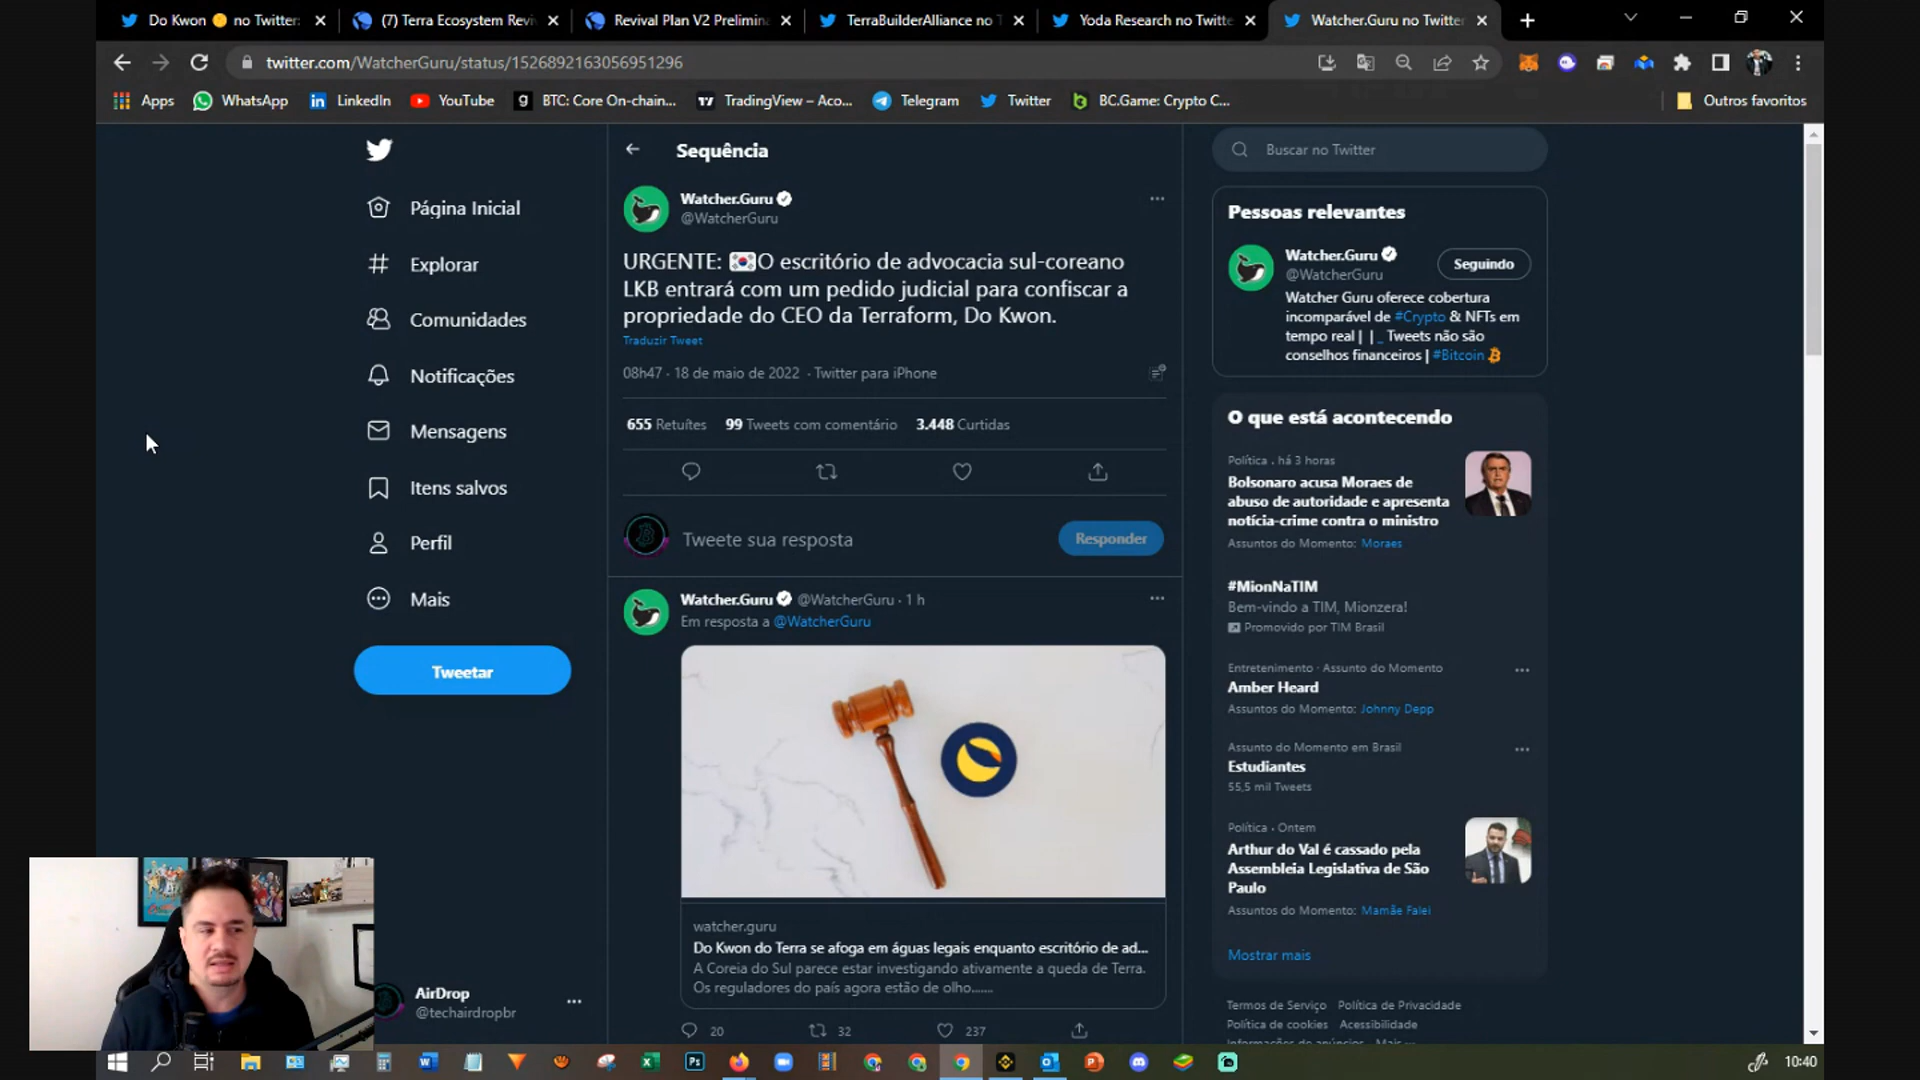 Do Kwon no Twitter:
(7) Terra Ecosystem Revi
Revival Plan V2 Prelimin
TerraBuilderAlliance no T
Yoda Research no Twitte
Watcher.Guru no Twitter
twitter.com/WatcherGuru/status/1526892163056951296
Apps
WhatsApp
LinkedIn
YouTube
BTC: Core On-chain...
TradingView – Aco...
Telegram
Twitter
BC.Game: Crypto C...
Outros favoritos
Página Inicial
Explorar
Comunidades
Notificações
Mensagens
Itens salvos
Perfil
Mais
Tweetar
AirDrop
@techairdropbr
Sequência
Watcher.Guru
@WatcherGuru
URGENTE: 🇰🇷O escritório de advocacia sul-coreano
LKB entrará com um pedido judicial para confiscar a
propriedade do CEO da Terraform, Do Kwon.
Traduzir Tweet
08h47 · 18 de maio de 2022 · Twitter para iPhone
655 Retuítes 99 Tweets com comentário 3.448 Curtidas
Tweete sua resposta
Responder
Watcher.Guru @WatcherGuru · 1 h
Em resposta a @WatcherGuru
watcher.guru
Do Kwon do Terra se afoga em águas legais enquanto escritório de ad...
A Coreia do Sul parece estar investigando ativamente a queda de Terra.
Os reguladores do país agora estão de olho......
20 32 237
Buscar no Twitter
Pessoas relevantes
Watcher.Guru
@WatcherGuru
Seguindo
Watcher Guru oferece cobertura
incomparável de #Crypto & NFTs em
tempo real | | _ Tweets não são
conselhos financeiros | #Bitcoin
O que está acontecendo
Política . há 3 horas
Bolsonaro acusa Moraes de
abuso de autoridade e apresenta
notícia-crime contra o ministro
Assuntos do Momento: Moraes
#MionNaTIM
Bem-vindo a TIM, Mionzera!
Promovido por TIM Brasil
Entretenimento · Assunto do Momento
Amber Heard
Assuntos do Momento: Johnny Depp
Assunto do Momento em Brasil
Estudiantes
55,5 mil Tweets
Política · Ontem
Arthur do Val é cassado pela
Assembleia Legislativa de São
Paulo
Assuntos do Momento: Mamãe Falei
Mostrar mais
Termos de Serviço Política de Privacidade
Política de cookies Acessibilidade
Informações de anúncios Mais ...
10:40